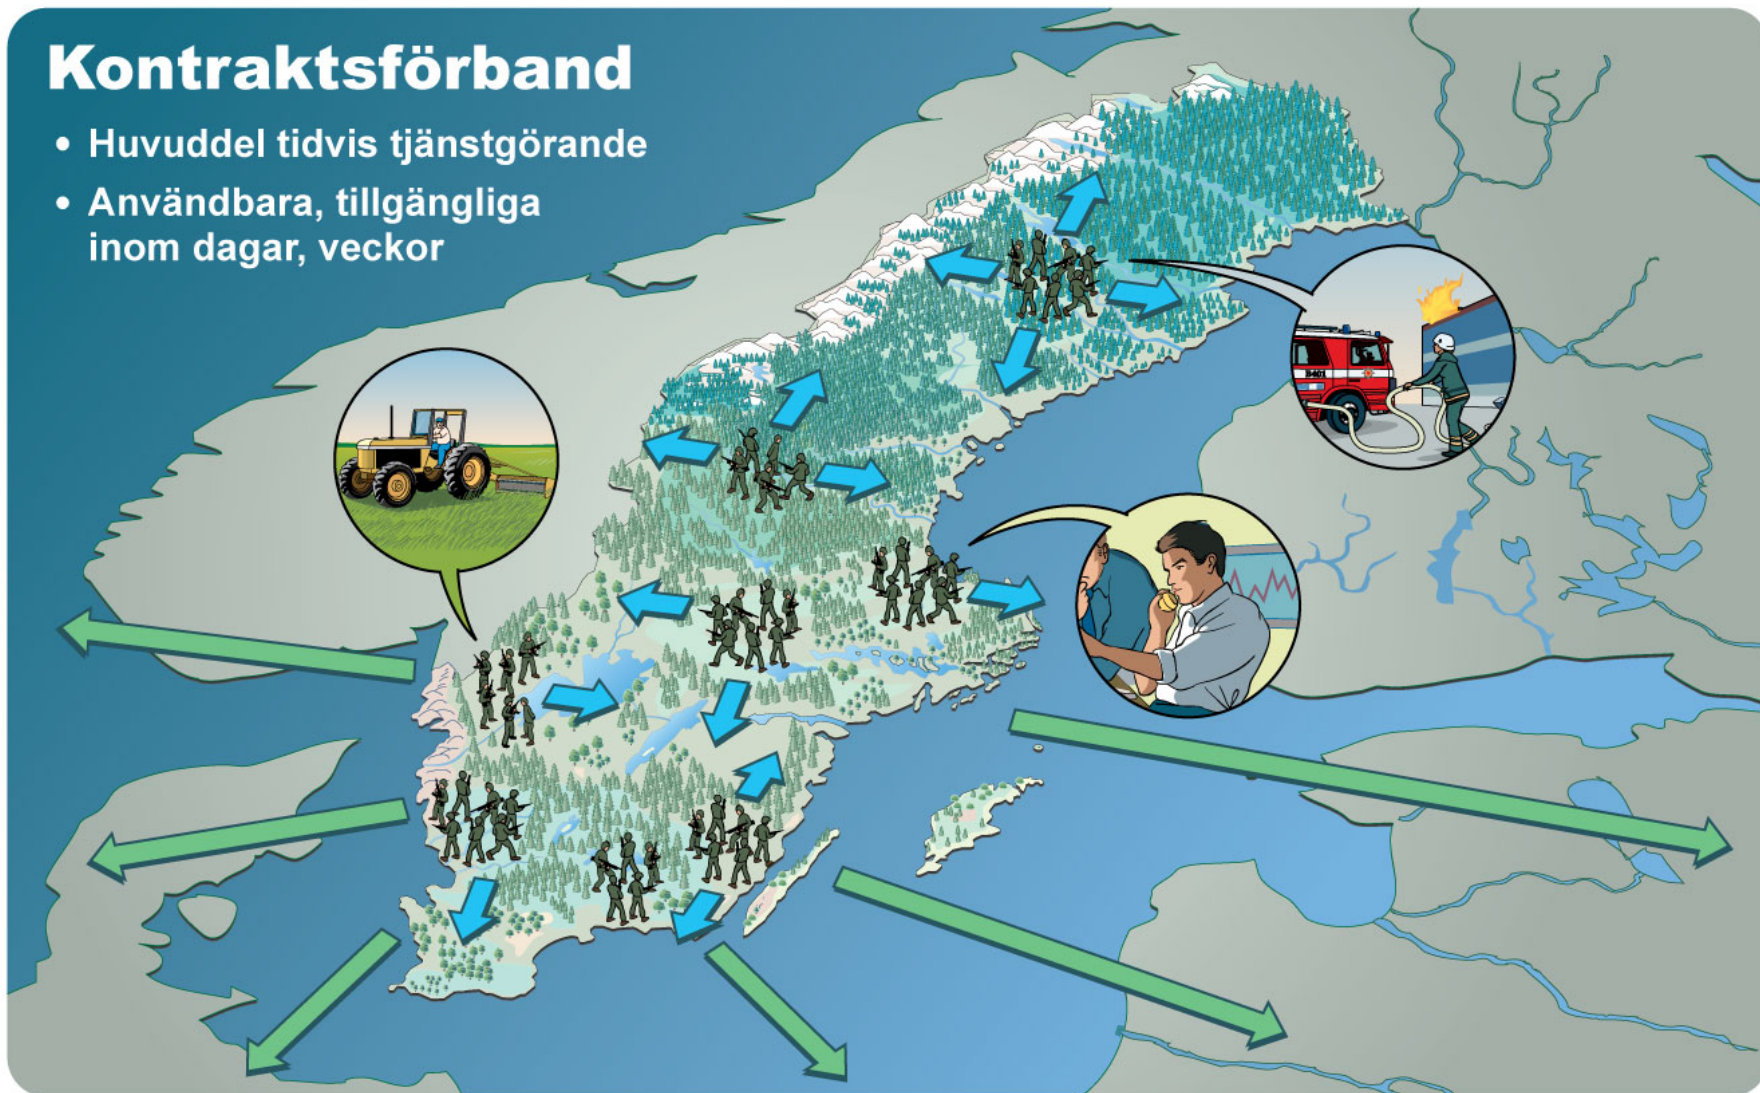 Kontraktsförband
• Huvuddel tidvis tjänstgörande
• Användbara, tillgängliga
inom dagar, veckor